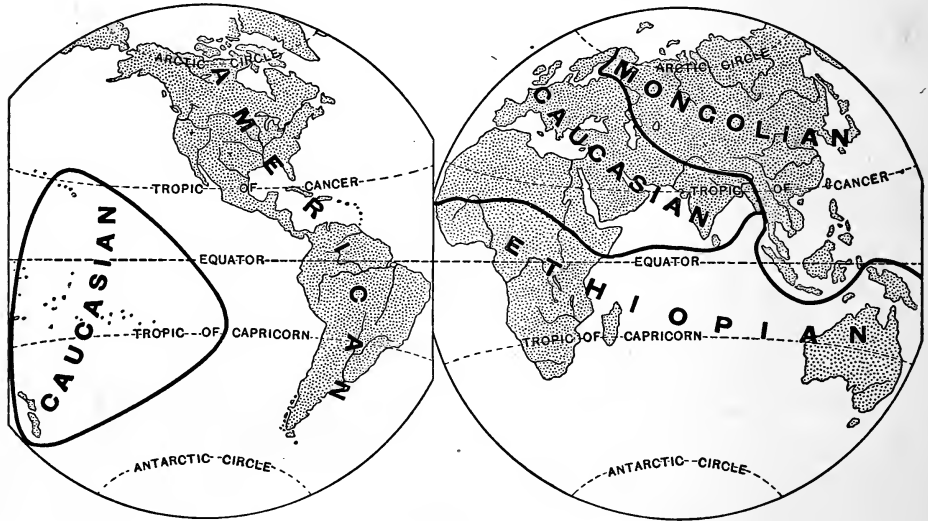 ARCTIC CIRCLE
AMERICAN
TROPIC OF CANCER
EQUATOR
TROPIC OF CAPRICORN
CAUCASIAN
ANTARCTIC CIRCLE
ARCTIC CIRCLE
MONGOLIAN
CAUCASIAN
TROPIC OF CANCER
EQUATOR
ETHIOPIAN
TROPIC OF CAPRICORN
ANTARCTIC CIRCLE